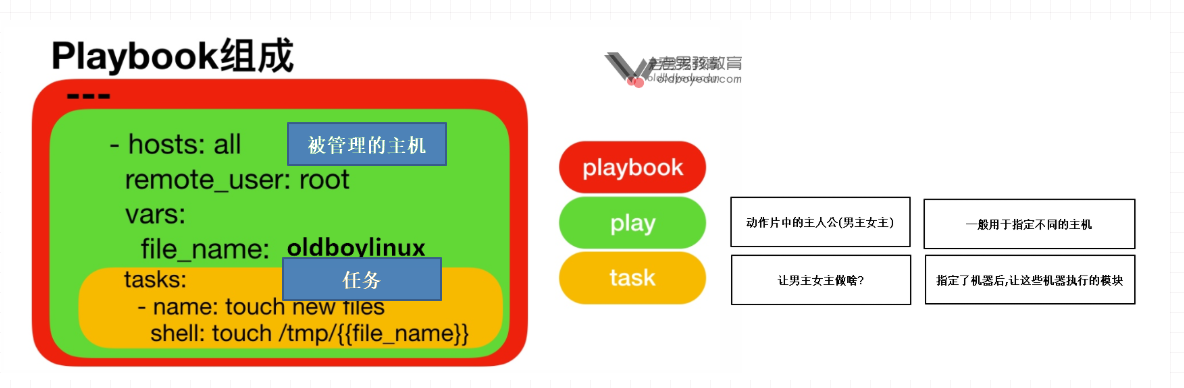 Playbook组成
老男孩教育
oldboyedu.com
---
- hosts: all
被管理的主机
remote_user: root
vars:
file_name: oldboylinux
tasks:
任务
- name: touch new files
shell: touch /tmp/{{file_name}}
playbook
play
动作片中的主人公(男主女主)
一般用于指定不同的主机
task
让男主女主做啥?
指定了机器后,让这些机器执行的模块